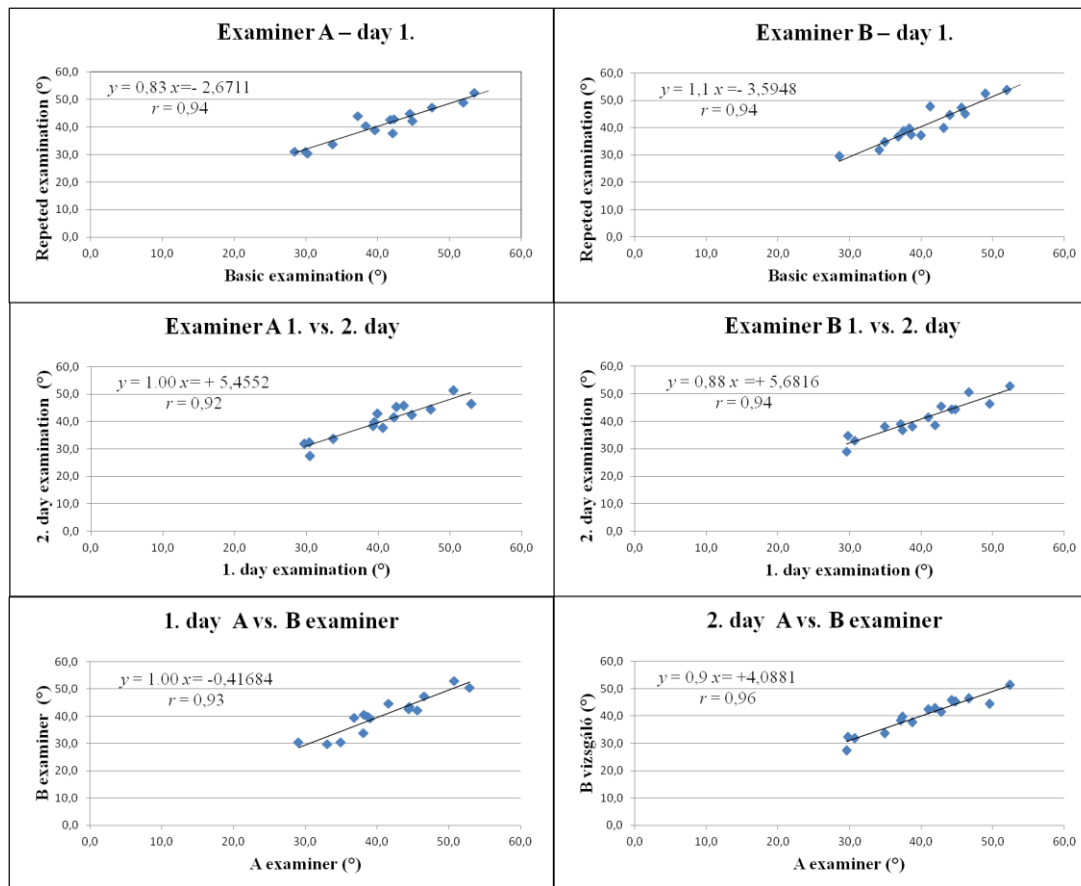 Examiner A – day 1.
y = 0,83 x=- 2,6711
r = 0,94
Repeted examination (°)
60,0
50,0
40,0
30,0
20,0
10,0
0,0
0,0 10,0 20,0 30,0 40,0 50,0 60,0
Basic examination (°)
Examiner B – day 1.
y = 1,1 x=- 3,5948
r = 0,94
Repeted examination (°)
60,0
50,0
40,0
30,0
20,0
10,0
0,0
0,0 10,0 20,0 30,0 40,0 50,0 60,0
Basic examination (°)
Examiner A 1. vs. 2. day
y = 1.00 x= + 5,4552
r = 0,92
2. day examination (°)
60,0
50,0
40,0
30,0
20,0
10,0
0,0
0,0 10,0 20,0 30,0 40,0 50,0 60,0
1. day examination (°)
Examiner B 1. vs. 2. day
y = 0,88 x =+ 5,6816
r = 0,94
2. day examination (°)
60,0
50,0
40,0
30,0
20,0
10,0
0,0
0,0 10,0 20,0 30,0 40,0 50,0 60,0
1. day examination (°)
1. day A vs. B examiner
y = 1.00 x= -0,41684
r = 0,93
B examiner (°)
60,0
50,0
40,0
30,0
20,0
10,0
0,0
0,0 10,0 20,0 30,0 40,0 50,0 60,0
A examiner (°)
2. day A vs. B examiner
y = 0,9 x= +4,0881
r = 0,96
B vizsgáló (°)
60,0
50,0
40,0
30,0
20,0
10,0
0,0
0,0 10,0 20,0 30,0 40,0 50,0 60,0
A examiner (°)